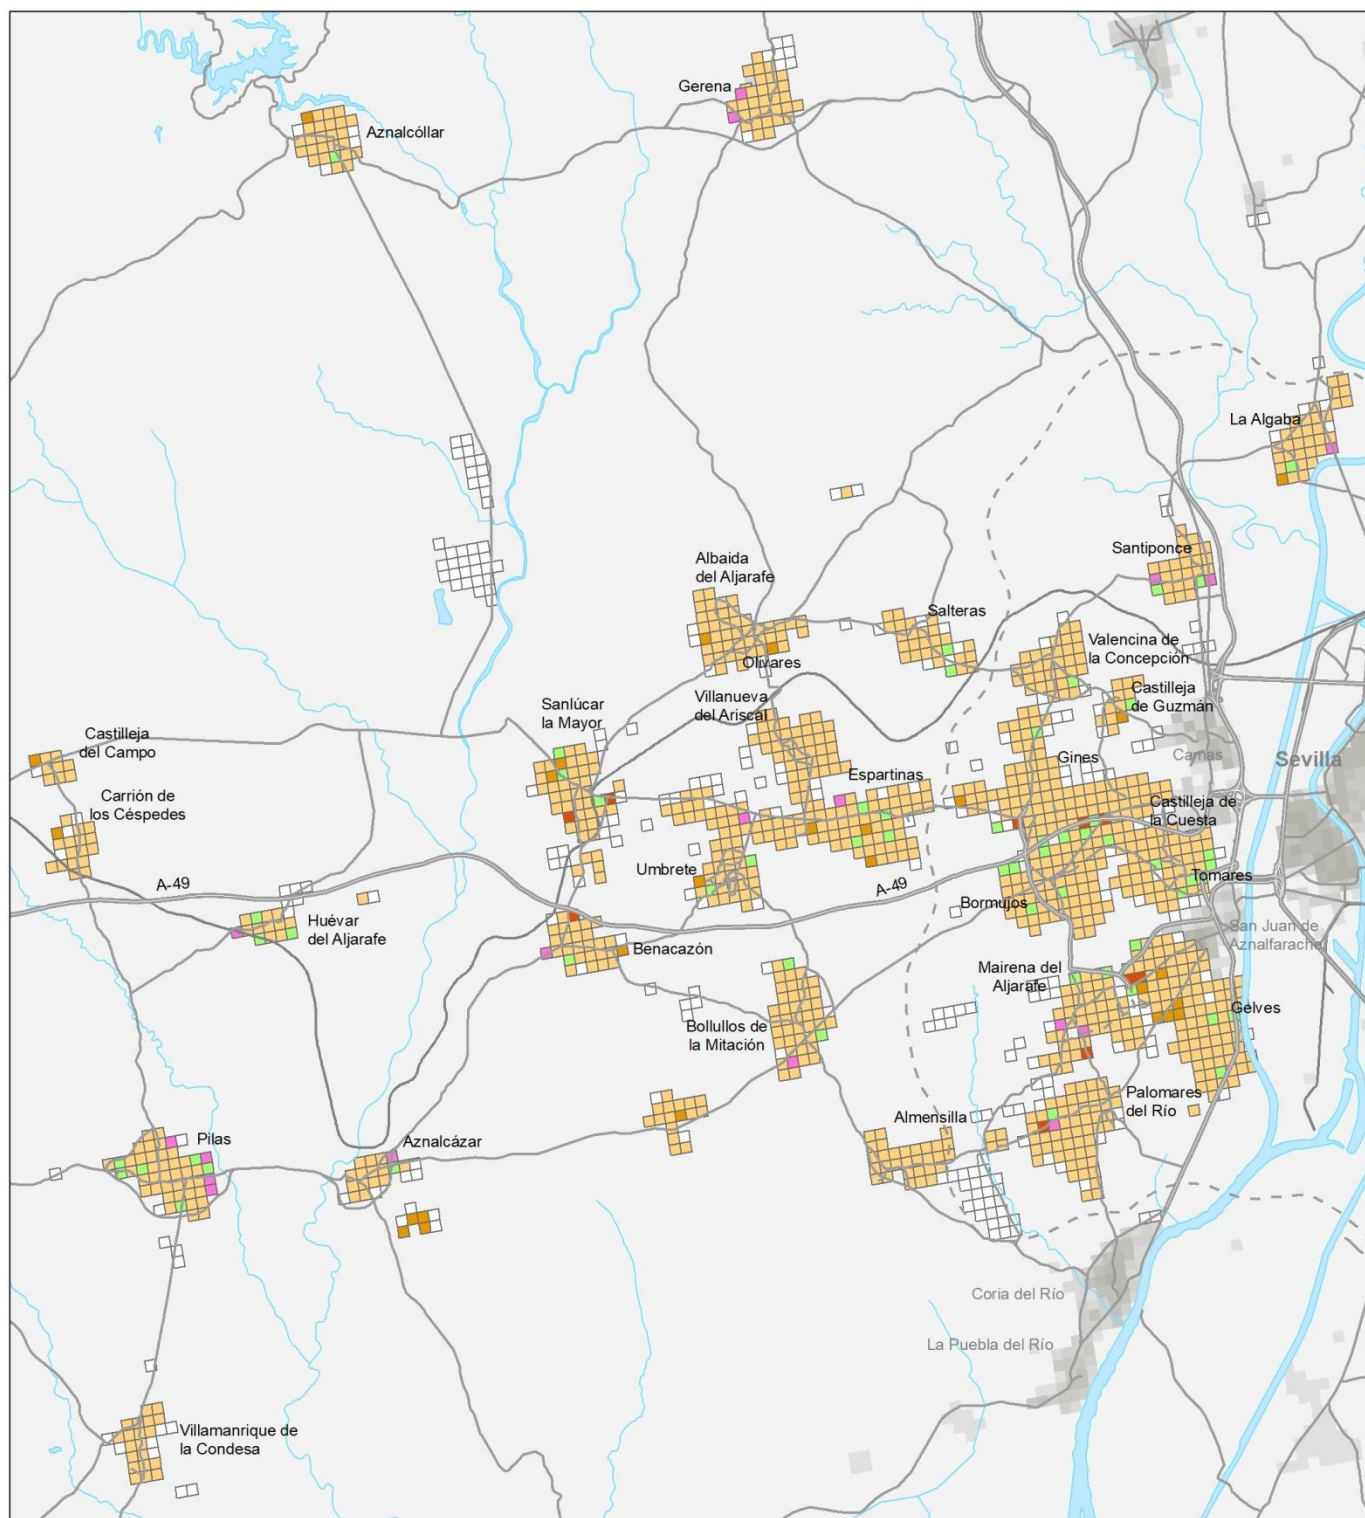 Gerena
Aznalcóllar
La Algaba
Santiponce
Albaida
del Aljarafe
Salteras
Olivares
Valencina de
la Concepción
Castilleja
de Guzmán
Villanueva
del Ariscal
Sanlúcar
la Mayor
Castilleja
del Campo
Camas
Gines
Sevilla
Espartinas
Carrión de
los Céspedes
Castilleja de
la Cuesta
Umbrete
Tomares
A-49
A-49
Bormujos
Huévar
del Aljarafe
San Juan de
Aznalfarache
Benacazón
Mairena del
Aljarafe
Gelves
Bollullos de
la Mitación
Palomares
del Río
Almensilla
Pilas
Aznalcázar
Coria del Río
La Puebla del Río
Villamanrique de
la Condesa